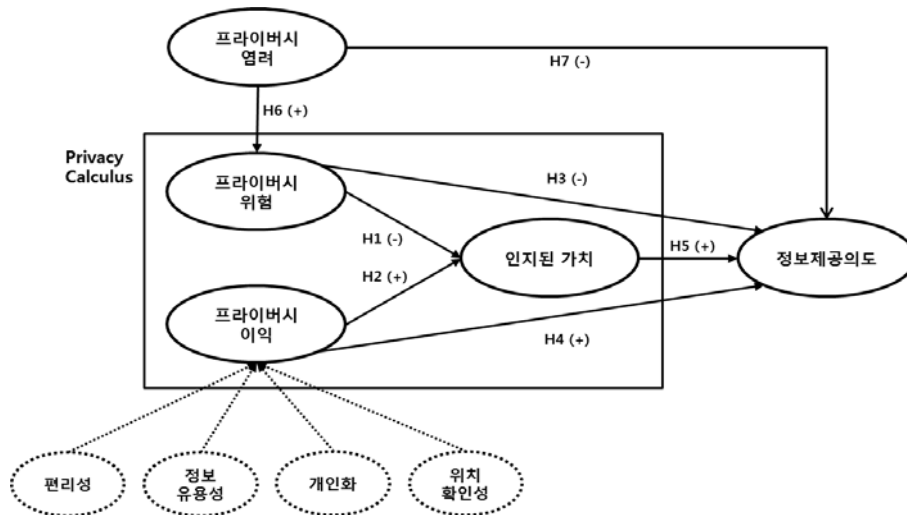 프라이버시
염려
H7 (-)
H6 (+)
Privacy
Calculus
프라이버시
위험
H3 (-)
H1 (-)
H2 (+)
인지된 가치
H5 (+)
정보제공의도
프라이버시
이익
H4 (+)
편리성
정보
유용성
개인화
위치
확인성